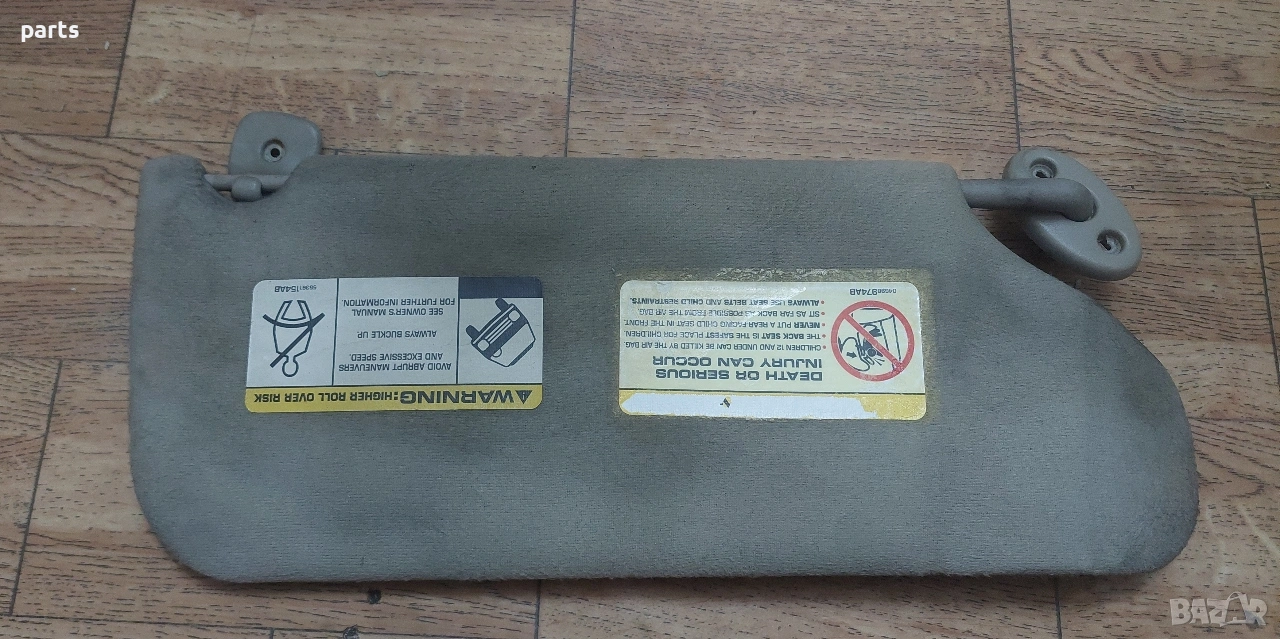 parts
⚠WARNING: HIGHER ROLL OVER RISK
AVOID ABRUPT MANEUVERS
AND EXCESSIVE SPEED.
ALWAYS BUCKLE UP
SEE OWNER'S MANUAL
FOR FURTHER INFORMATION.
55361154AB
DEATH OR SERIOUS
INJURY CAN OCCUR
• CHILDREN 12 AND UNDER CAN BE KILLED BY THE AIR BAG
• THE BACK SEAT IS THE SAFEST PLACE FOR CHILDREN.
• NEVER PUT A REAR FACING CHILD SEAT IN THE FRONT.
• SIT AS FAR BACK AS POSSIBLE FROM THE AIR BAG.
• ALWAYS USE SEAT BELTS AND CHILD RESTRAINTS.
BAZAR